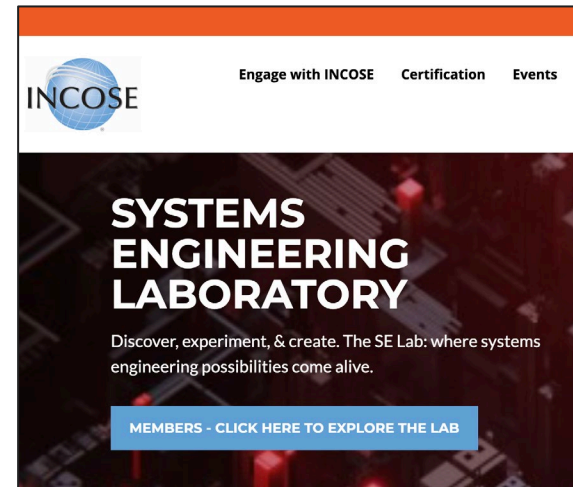 INCOSE
Engage with INCOSE Certification Events
SYSTEMS
ENGINEERING
LABORATORY
Discover, experiment, & create. The SE Lab: where systems
engineering possibilities come alive.
MEMBERS - CLICK HERE TO EXPLORE THE LAB